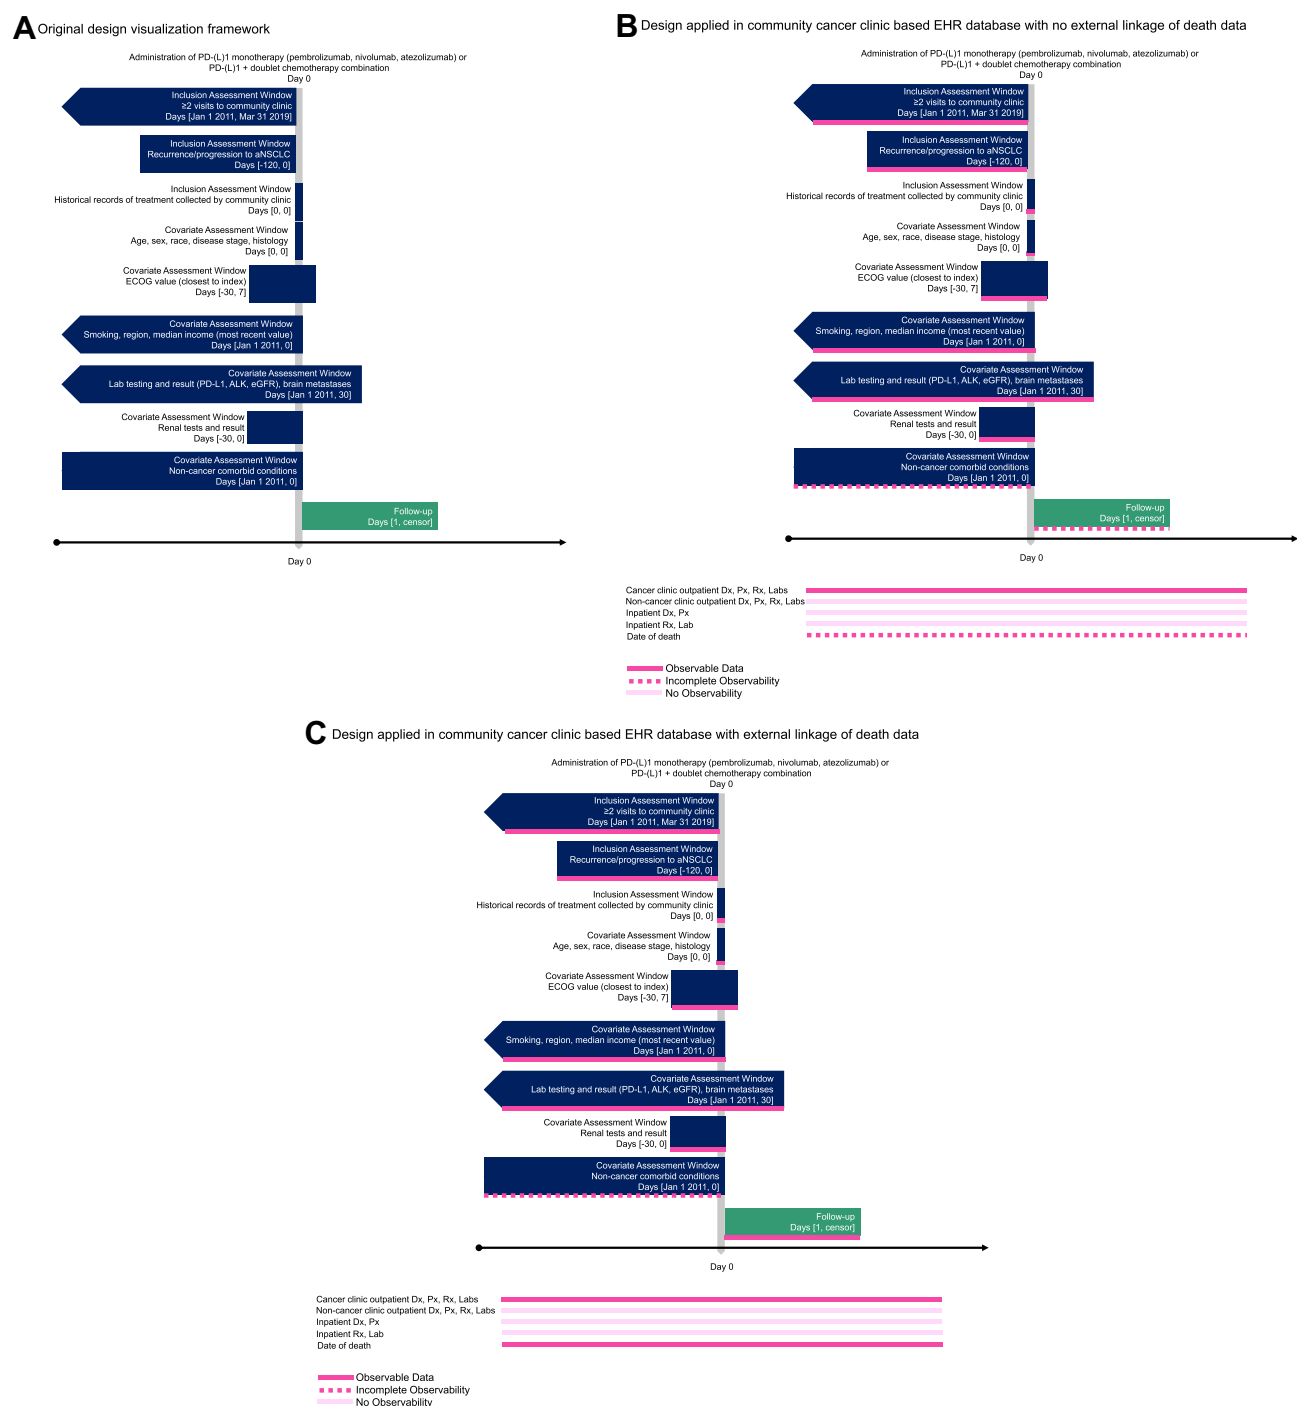 A Original design visualization framework
Administration of PD-(L)1 monotherapy (pembrolizumab, nivolumab, atezolizumab) or
PD-(L)1 + doublet chemotherapy combination
Day 0
Inclusion Assessment Window
≥2 visits to community clinic
Days [Jan 1 2011, Mar 31 2019]
Inclusion Assessment Window
Recurrence/progression to aNSCLC
Days [-120, 0]
Inclusion Assessment Window
Historical records of treatment collected by community clinic
Days [0, 0]
Covariate Assessment Window
Age, sex, race, disease stage, histology
Days [0, 0]
Covariate Assessment Window
ECOG value (closest to index)
Days [-30, 7]
Covariate Assessment Window
Smoking, region, median income (most recent value)
Days [Jan 1 2011, 0]
Covariate Assessment Window
Lab testing and result (PD-L1, ALK, eGFR), brain metastases
Days [Jan 1 2011, 30]
Covariate Assessment Window
Renal tests and result
Days [-30, 0]
Covariate Assessment Window
Non-cancer comorbid conditions
Days [Jan 1 2011, 0]
Follow-up
Days [1, censor]
Day 0
B Design applied in community cancer clinic based EHR database with no external linkage of death data
Administration of PD-(L)1 monotherapy (pembrolizumab, nivolumab, atezolizumab) or
PD-(L)1 + doublet chemotherapy combination
Day 0
Inclusion Assessment Window
≥2 visits to community clinic
Days [Jan 1 2011, Mar 31 2019]
Inclusion Assessment Window
Recurrence/progression to aNSCLC
Days [-120, 0]
Inclusion Assessment Window
Historical records of treatment collected by community clinic
Days [0, 0]
Covariate Assessment Window
Age, sex, race, disease stage, histology
Days [0, 0]
Covariate Assessment Window
ECOG value (closest to index)
Days [-30, 7]
Covariate Assessment Window
Smoking, region, median income (most recent value)
Days [Jan 1 2011, 0]
Covariate Assessment Window
Lab testing and result (PD-L1, ALK, eGFR), brain metastases
Days [Jan 1 2011, 30]
Covariate Assessment Window
Renal tests and result
Days [-30, 0]
Covariate Assessment Window
Non-cancer comorbid conditions
Days [Jan 1 2011, 0]
Follow-up
Days [1, censor]
Day 0
Cancer clinic outpatient Dx, Px, Rx, Labs
Non-cancer clinic outpatient Dx, Px, Rx, Labs
Inpatient Dx, Px
Inpatient Rx, Lab
Date of death
Observable Data
Incomplete Observability
No Observability
C Design applied in community cancer clinic based EHR database with external linkage of death data
Administration of PD-(L)1 monotherapy (pembrolizumab, nivolumab, atezolizumab) or
PD-(L)1 + doublet chemotherapy combination
Day 0
Inclusion Assessment Window
≥2 visits to community clinic
Days [Jan 1 2011, Mar 31 2019]
Inclusion Assessment Window
Recurrence/progression to aNSCLC
Days [-120, 0]
Inclusion Assessment Window
Historical records of treatment collected by community clinic
Days [0, 0]
Covariate Assessment Window
Age, sex, race, disease stage, histology
Days [0, 0]
Covariate Assessment Window
ECOG value (closest to index)
Days [-30, 7]
Covariate Assessment Window
Smoking, region, median income (most recent value)
Days [Jan 1 2011, 0]
Covariate Assessment Window
Lab testing and result (PD-L1, ALK, eGFR), brain metastases
Days [Jan 1 2011, 30]
Covariate Assessment Window
Renal tests and result
Days [-30, 0]
Covariate Assessment Window
Non-cancer comorbid conditions
Days [Jan 1 2011, 0]
Follow-up
Days [1, censor]
Day 0
Cancer clinic outpatient Dx, Px, Rx, Labs
Non-cancer clinic outpatient Dx, Px, Rx, Labs
Inpatient Dx, Px
Inpatient Rx, Lab
Date of death
Observable Data
Incomplete Observability
No Observability